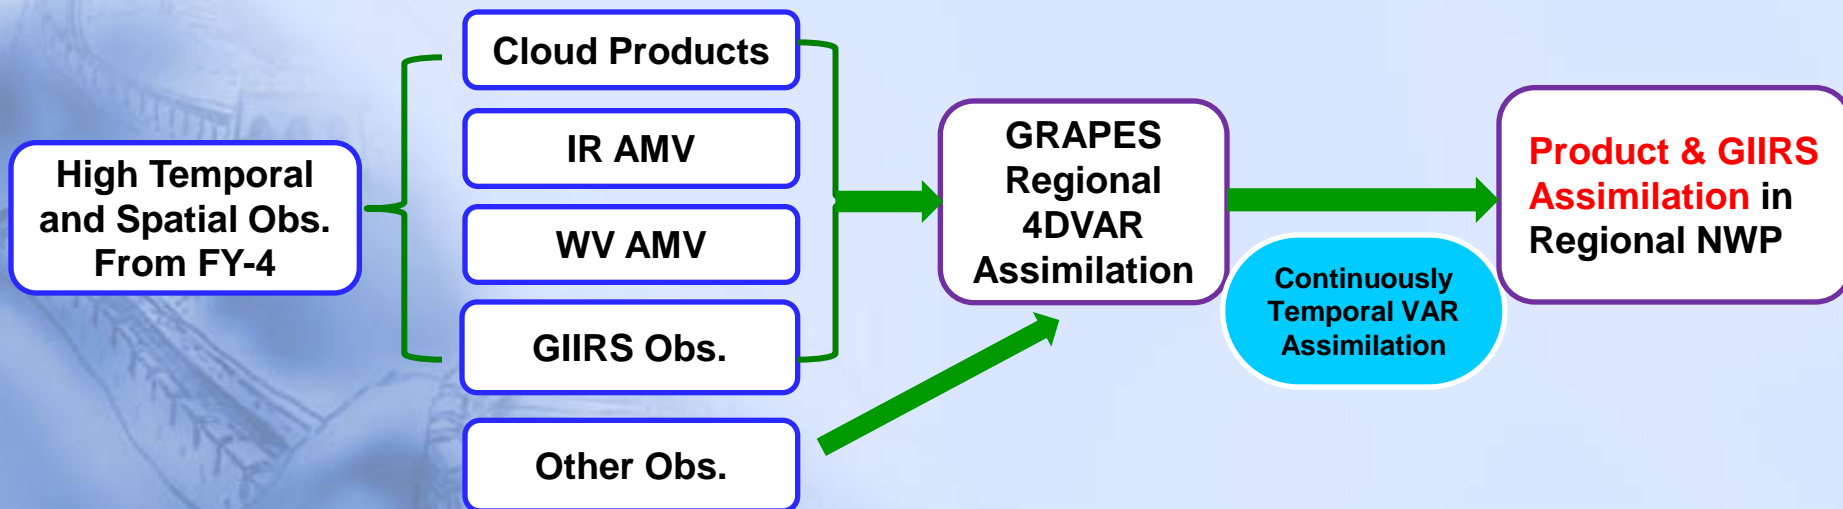 High Temporal
and Spatial Obs.
From FY-4
Cloud Products
IR AMV
WV AMV
GIIRS Obs.
Other Obs.
GRAPES
Regional
4DVAR
Assimilation
Continuously
Temporal VAR
Assimilation
Product & GIIRS
Assimilation in
Regional NWP